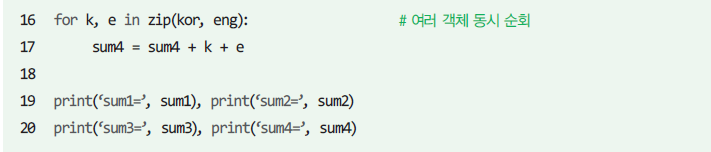 16 for k, e in zip(kor, eng): # 여러 객체 동시 순회
17 sum4 = sum4 + k + e
18
19 print(‘sum1=’, sum1), print(‘sum2=’, sum2)
20 print(‘sum3=’, sum3), print(‘sum4=’, sum4)